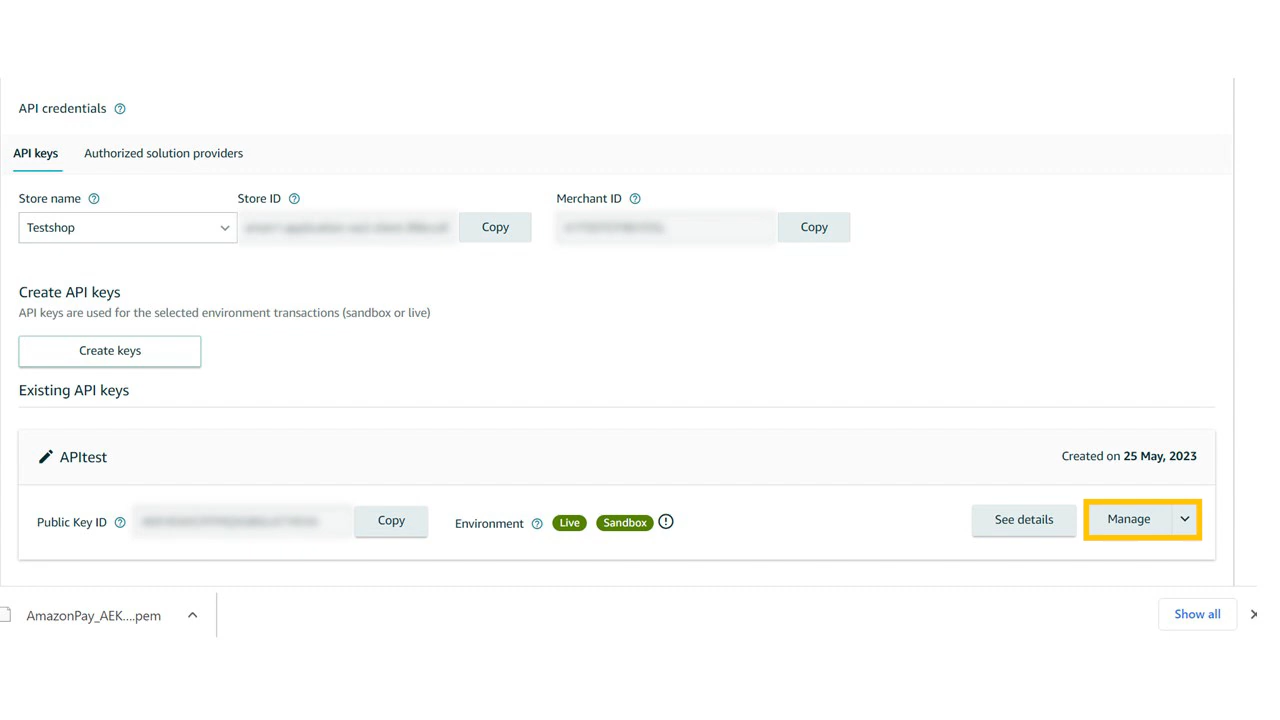 API credentials
API keys Authorized solution providers
Store name Store ID Merchant ID
Testshop Copy Copy
Create API keys
API keys are used for the selected environment transactions (sandbox or live)
Create keys
Existing API keys
APItest Created on 25 May, 2023
Public Key ID Copy Environment Live Sandbox See details Manage
AmazonPay_AEK....pem Show all